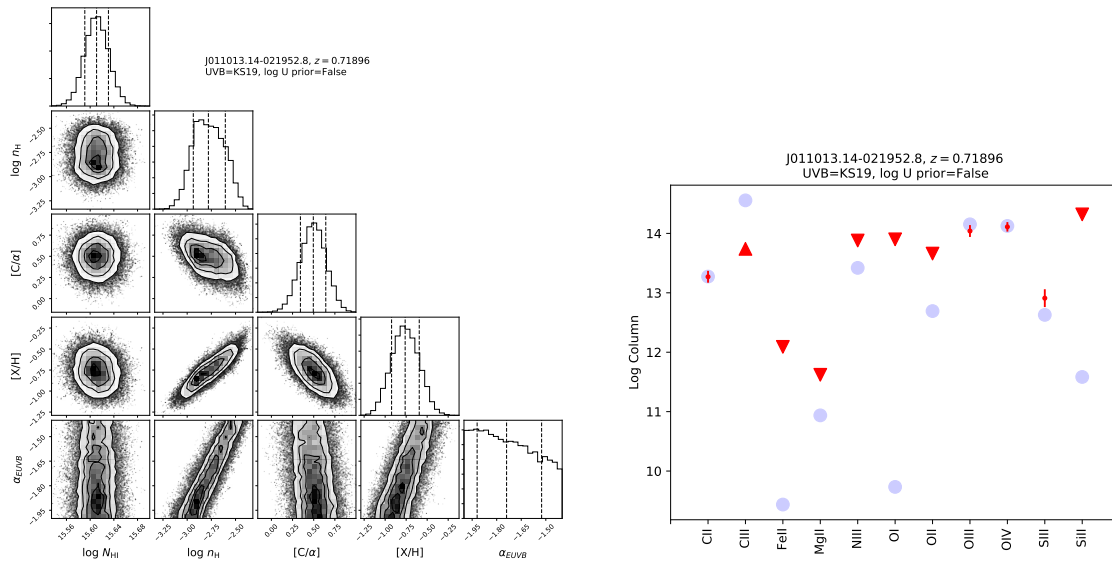 J011013.14-021952.8, z = 0.71896
UVB=KS19, log U prior=False
log nH
−2.50
−2.75
−3.00
−3.25
[C/α]
0.75
0.50
0.25
0.00
[X/H]
−0.25
−0.50
−0.75
−1.00
−1.25
αEUVB
−1.50
−1.65
−1.80
−1.95
15.56
15.60
15.64
15.68
−3.25
−3.00
−2.75
−2.50
0.00
0.25
0.50
0.75
−1.25
−1.00
−0.75
−0.50
−0.25
−1.95
−1.80
−1.65
−1.50
log NHI
log nH
[C/α]
[X/H]
αEUVB
J011013.14-021952.8, z = 0.71896
UVB=KS19, log U prior=False
Log Column
14
13
12
11
10
CII
CIII
FeII
MgII
NIII
OI
OII
OIII
OIV
SIII
SiII